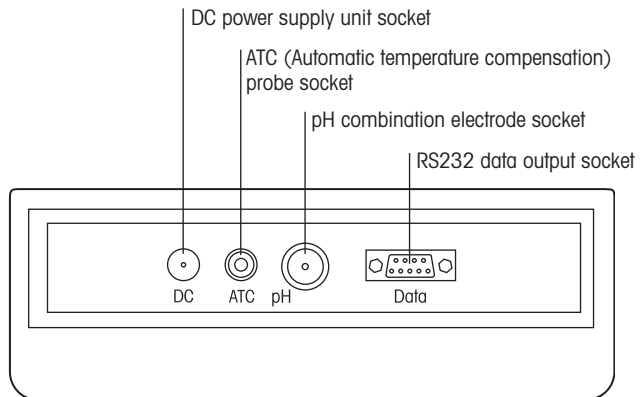 DC power supply unit socket
ATC (Automatic temperature compensation)
probe socket
pH combination electrode socket
RS232 data output socket
DC ATC pH Data